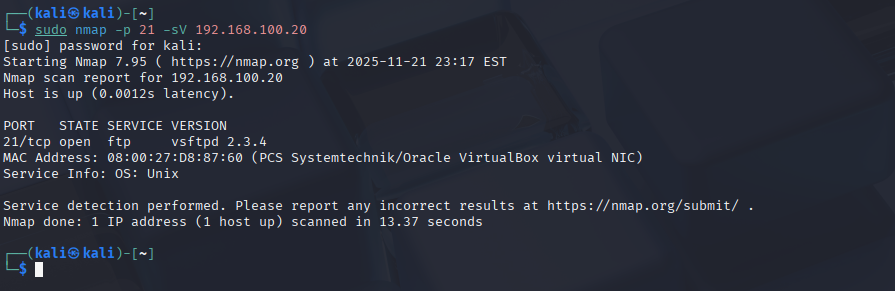 ┌──(kali㉿kali)-[~]
└─$ sudo nmap -p 21 -sV 192.168.100.20
[sudo] password for kali:
Starting Nmap 7.95 ( https://nmap.org ) at 2025-11-21 23:17 EST
Nmap scan report for 192.168.100.20
Host is up (0.0012s latency).

PORT   STATE SERVICE VERSION
21/tcp open  ftp     vsftpd 2.3.4
MAC Address: 08:00:27:D8:87:60 (PCS Systemtechnik/Oracle VirtualBox virtual NIC)
Service Info: OS: Unix

Service detection performed. Please report any incorrect results at https://nmap.org/submit/ .
Nmap done: 1 IP address (1 host up) scanned in 13.37 seconds

┌──(kali㉿kali)-[~]
└─$